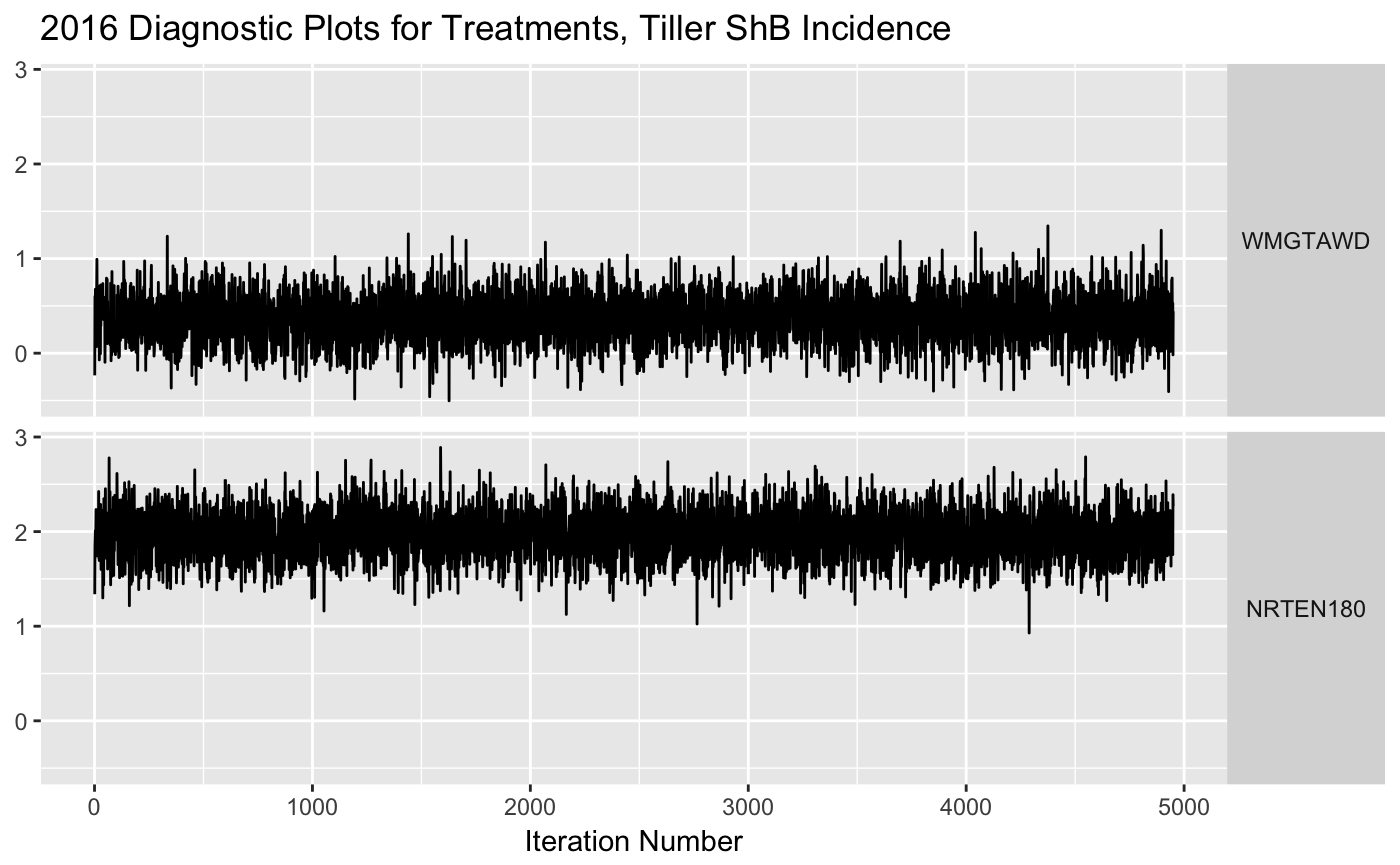 2016 Diagnostic Plots for Treatments, Tiller ShB Incidence
3
2
1
0
WMGTAWD
3
2
1
0
NRTEN180
0 1000 2000 3000 4000 5000
Iteration Number